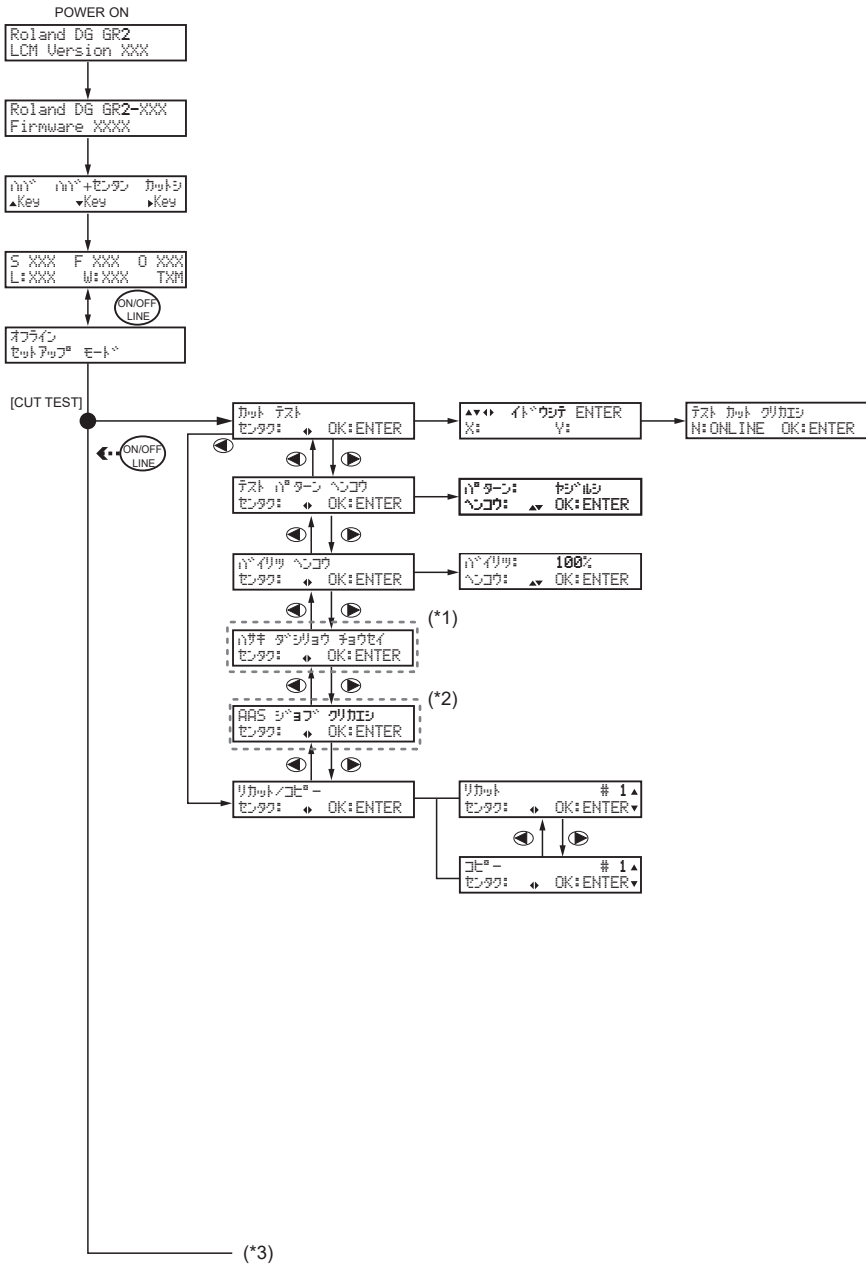 POWER ON
Roland DG GR2
LCM Version XXX
Roland DG GR2-XXX
Firmware XXXX
ハバ ハバ+センタン カットシ
▲Key ▼Key ▶Key
S XXX F XXX O XXX
L:XXX W:XXX TXM
ON/OFF
LINE
オフライン
セットアップ モード
[CUT TEST]
ON/OFF
LINE
カット テスト
センタク: ◀▶ OK:ENTER
▲▼◀▶ イドウシテ ENTER
X: Y:
テスト カット クリカエシ
N:ONLINE OK:ENTER
テスト パターン ヘンコウ
センタク: ◀▶ OK:ENTER
パターン: ヤジルシ
ヘンコウ: ▲▼ OK:ENTER
バイリツ ヘンコウ
センタク: ◀▶ OK:ENTER
バイリツ: 100%
ヘンコウ: ▲▼ OK:ENTER
(*1)
ハサキ ダシリョウ チョウセイ
センタク: ◀▶ OK:ENTER
(*2)
AAS ジョブ クリカエシ
センタク: ◀▶ OK:ENTER
リカット/コピー
センタク: ◀▶ OK:ENTER
リカット # 1▲
センタク: ◀▶ OK:ENTER▼
コピー # 1▲
センタク: ◀▶ OK:ENTER▼
(*3)